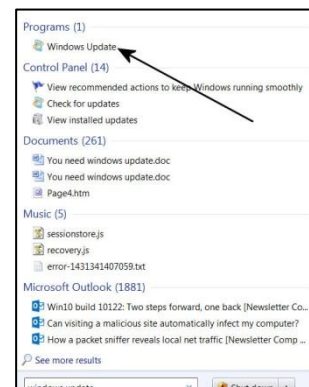 Programs (1)
Windows Update
Control Panel (14)
View recommended actions to keep Windows running smoothly
Check for updates
View installed updates
Documents (261)
You need windows update.doc
You need windows update.doc
Page4.htm
Music (5)
sessionstore.js
recovery.js
error-1431341407059.txt
Microsoft Outlook (1881)
Win10 build 10122: Two steps forward, one back [Newsletter Co...
Can visiting a malicious site automatically infect my computer?
How a packet sniffer reveals local net traffic [Newsletter Comp ...
See more results
windows update
Shut down